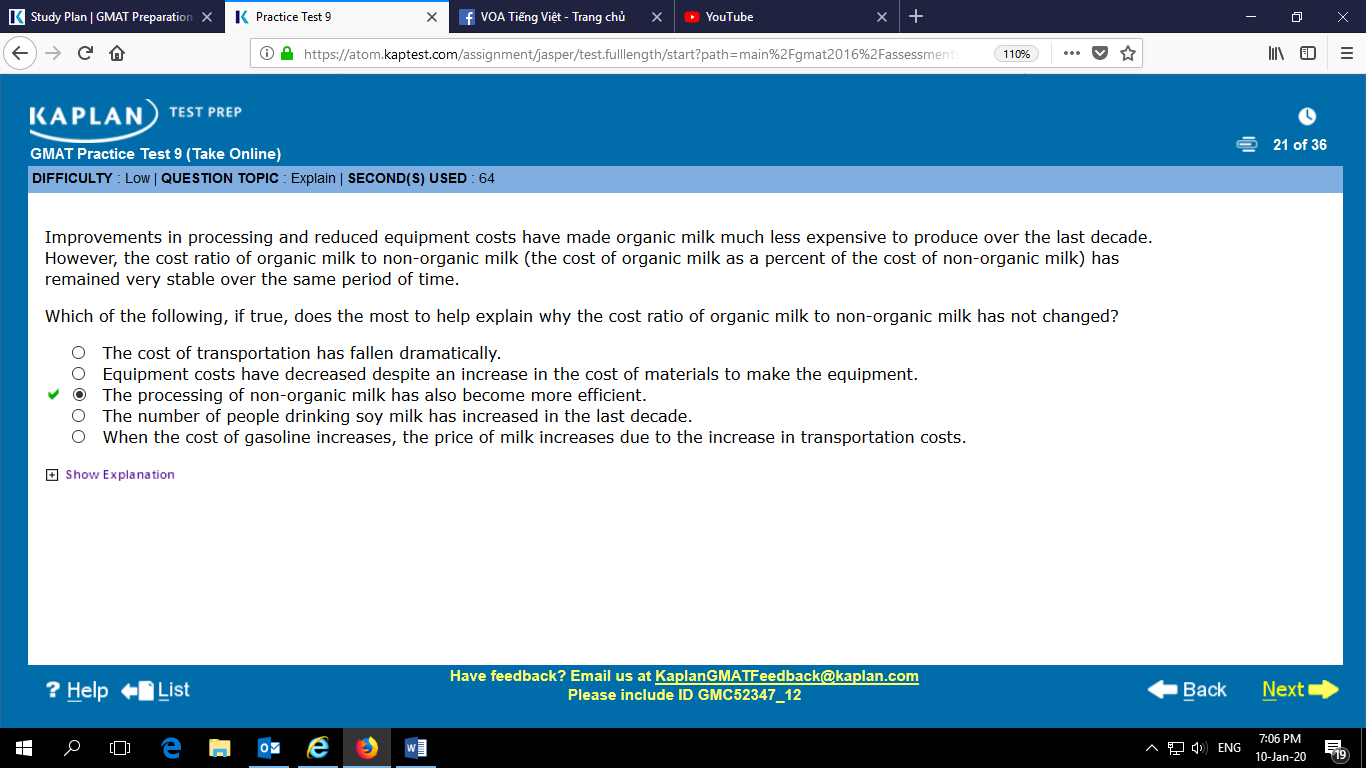 Study Plan | GMAT Preparation
Practice Test 9
VOA Tiếng Việt - Trang chủ
YouTube
https://atom.kaptest.com/assignment/jasper/test.fulllength/start?path=main%2Fgmat2016%2Fassessment
110%
KAPLAN TEST PREP
GMAT Practice Test 9 (Take Online)
21 of 36
DIFFICULTY : Low | QUESTION TOPIC : Explain | SECOND(S) USED : 64
Improvements in processing and reduced equipment costs have made organic milk much less expensive to produce over the last decade.
However, the cost ratio of organic milk to non-organic milk (the cost of organic milk as a percent of the cost of non-organic milk) has
remained very stable over the same period of time.
Which of the following, if true, does the most to help explain why the cost ratio of organic milk to non-organic milk has not changed?
The cost of transportation has fallen dramatically.
Equipment costs have decreased despite an increase in the cost of materials to make the equipment.
The processing of non-organic milk has also become more efficient.
The number of people drinking soy milk has increased in the last decade.
When the cost of gasoline increases, the price of milk increases due to the increase in transportation costs.
Show Explanation
Have feedback? Email us at KaplanGMATFeedback@kaplan.com
Please include ID GMC52347_12
? Help List
Back Next
ENG
7:06 PM
10-Jan-20
19